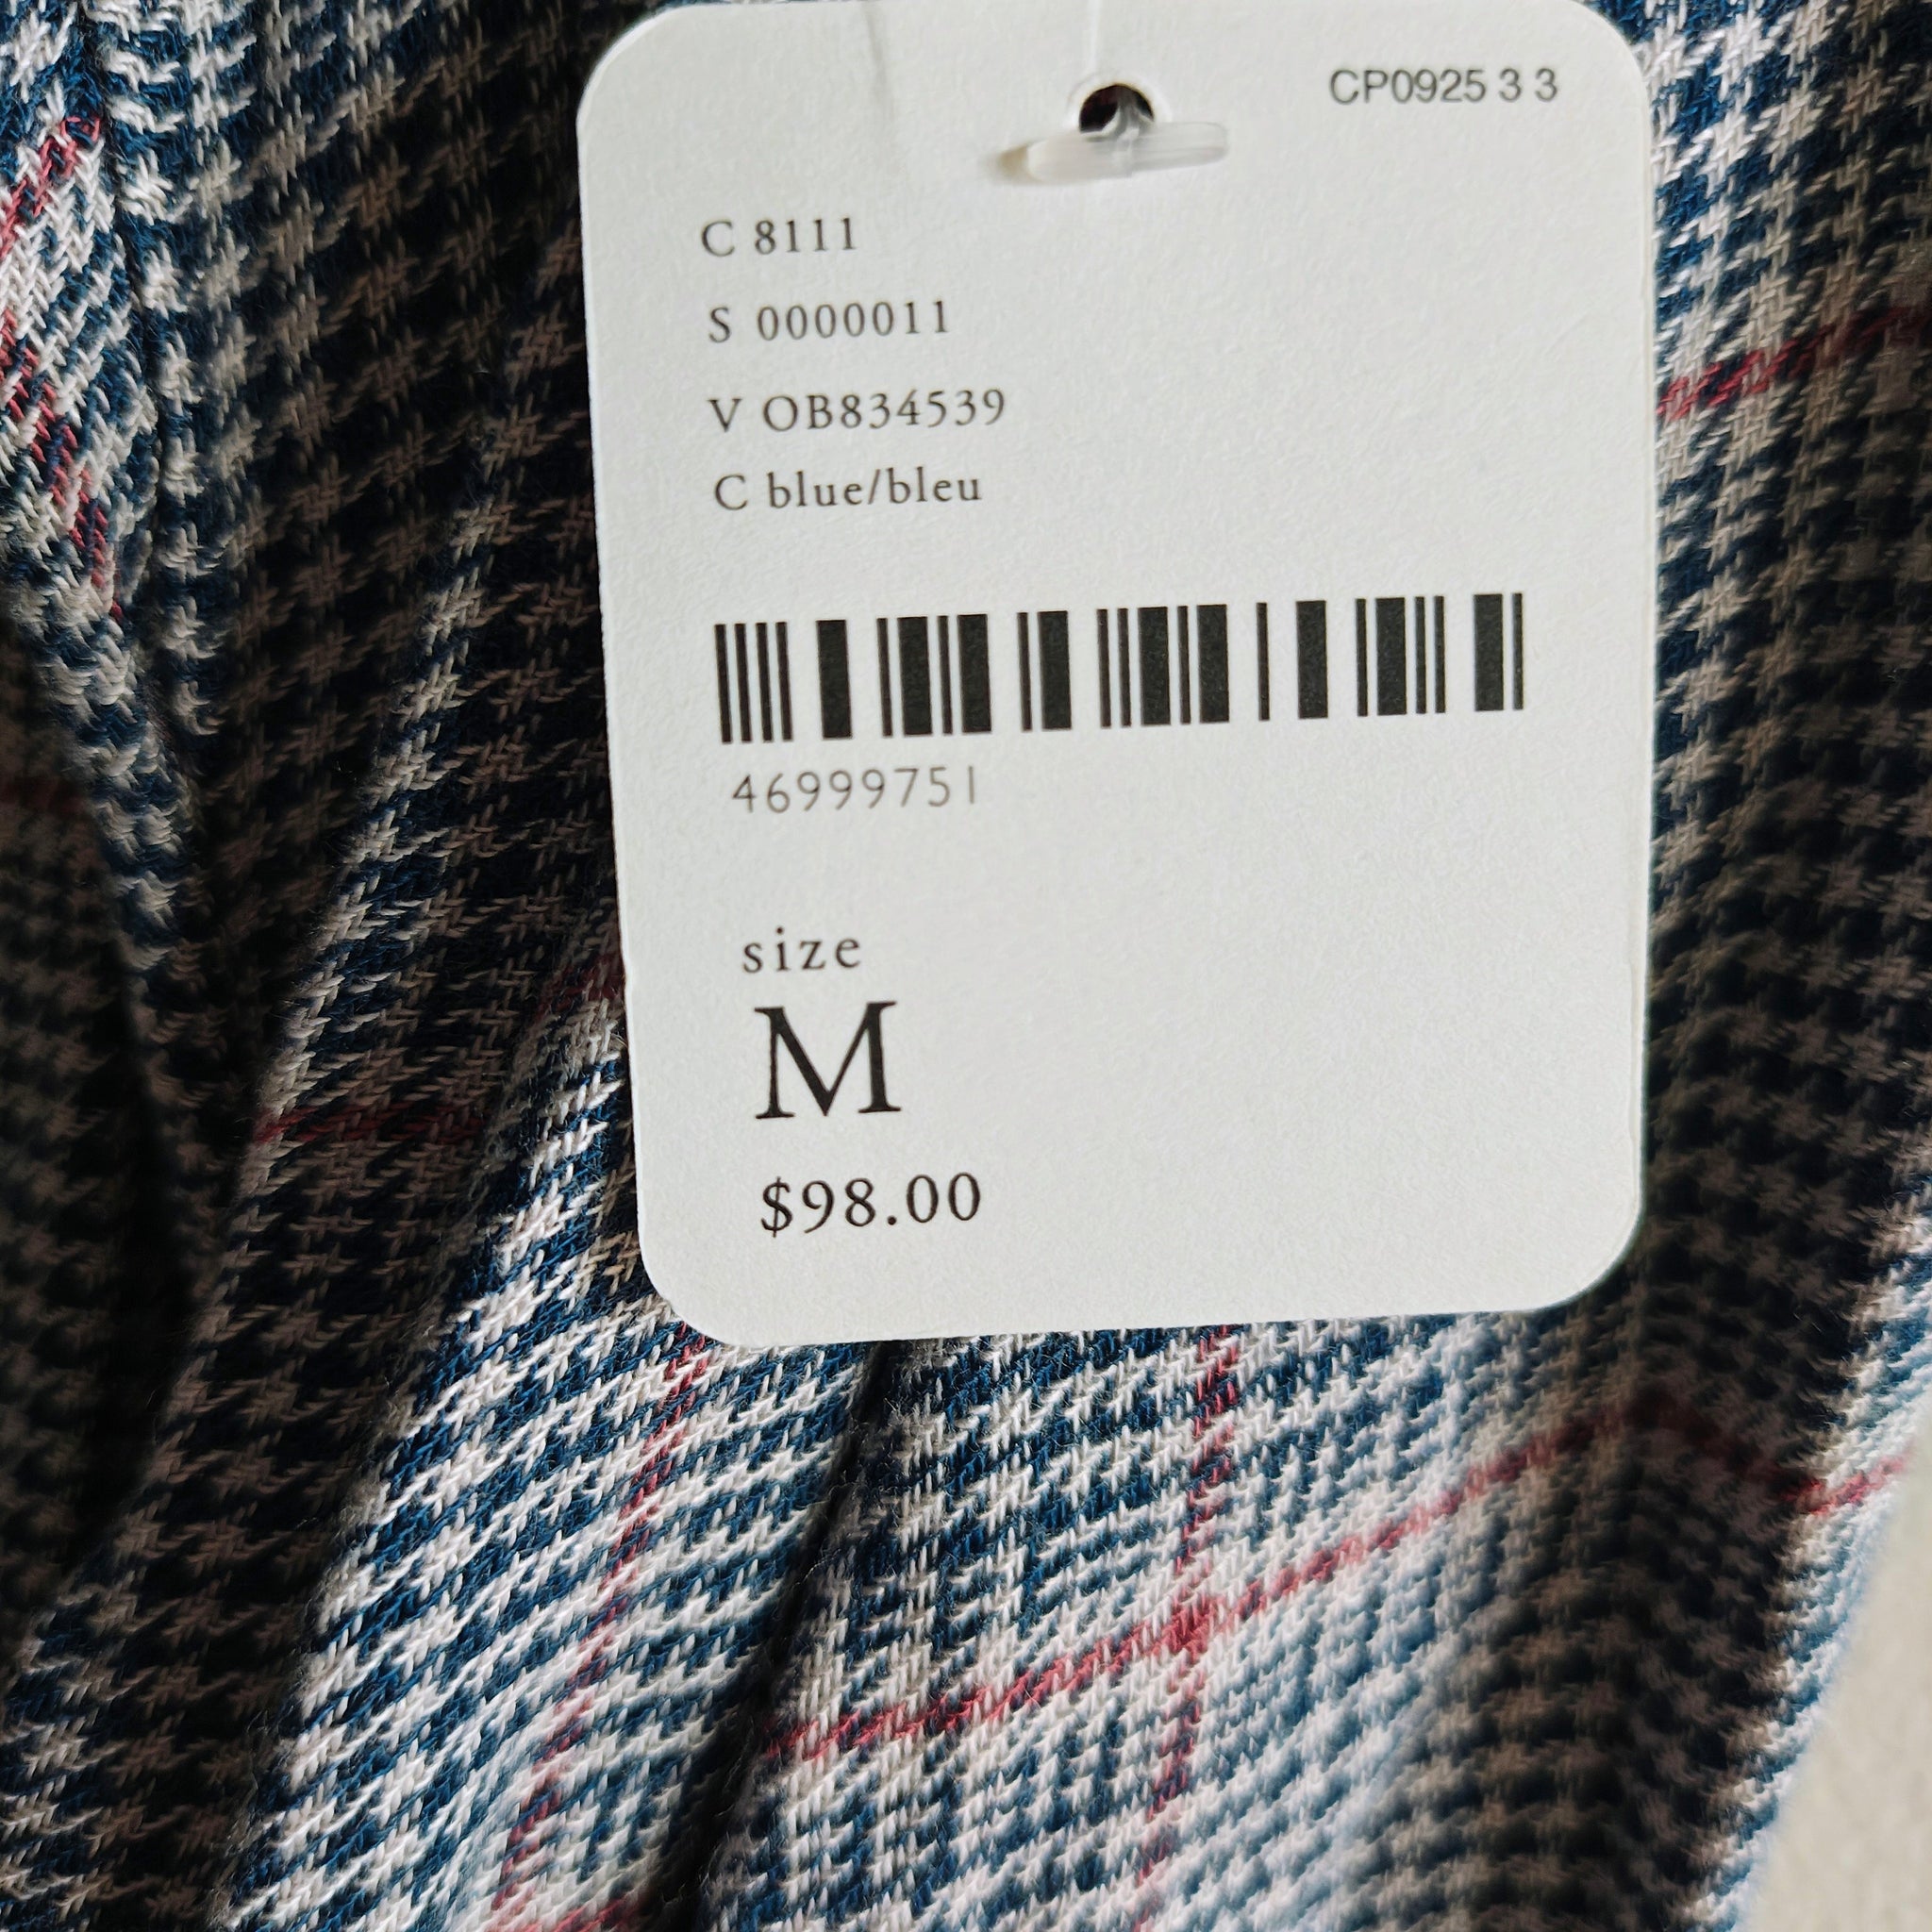 CP0925 3 3
C 8111
S 0000011
V OB834539
C blue/bleu
46999751
size
M
$98.00